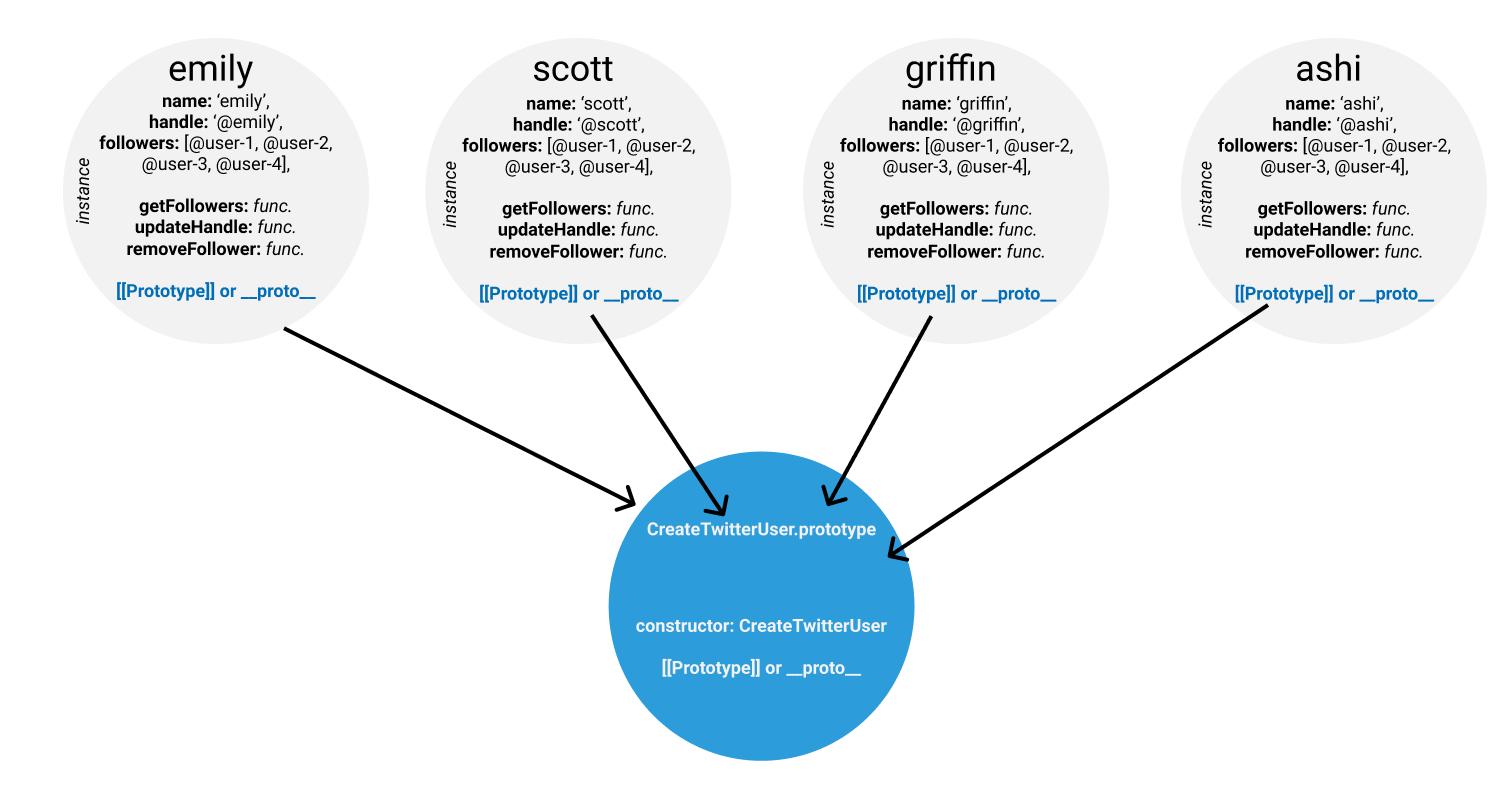 emily
name: ‘emily’,
handle: ‘@emily’,
followers: [@user-1, @user-2,
@user-3, @user-4],
instance
getFollowers: func.
updateHandle: func.
removeFollower: func.
[[Prototype]] or __proto__
scott
name: ‘scott’,
handle: ‘@scott’,
followers: [@user-1, @user-2,
@user-3, @user-4],
instance
getFollowers: func.
updateHandle: func.
removeFollower: func.
[[Prototype]] or __proto__
griffin
name: ‘griffin’,
handle: ‘@griffin’,
followers: [@user-1, @user-2,
@user-3, @user-4],
instance
getFollowers: func.
updateHandle: func.
removeFollower: func.
[[Prototype]] or __proto__
ashi
name: ‘ashi’,
handle: ‘@ashi’,
followers: [@user-1, @user-2,
@user-3, @user-4],
instance
getFollowers: func.
updateHandle: func.
removeFollower: func.
[[Prototype]] or __proto__
CreateTwitterUser.prototype
constructor: CreateTwitterUser
[[Prototype]] or __proto__